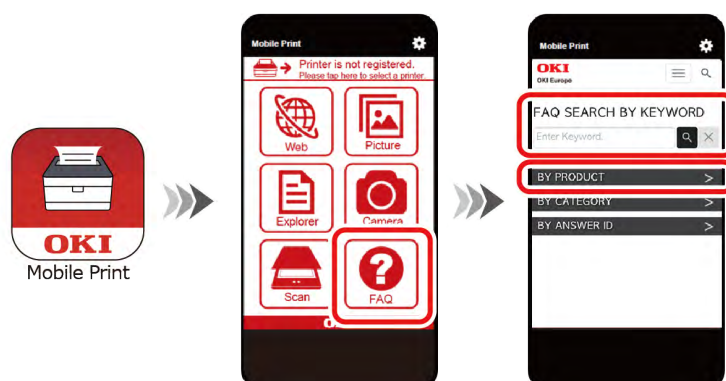 OKI
Mobile Print
Mobile Print
Printer is not registered.
Please tap here to select a printer.
Web
Picture
Explorer
Camera
Scan
FAQ
Mobile Print
OKI
OKI Europe
FAQ SEARCH BY KEYWORD
Enter Keyword.
BY PRODUCT >
BY CATEGORY >
BY ANSWER ID >